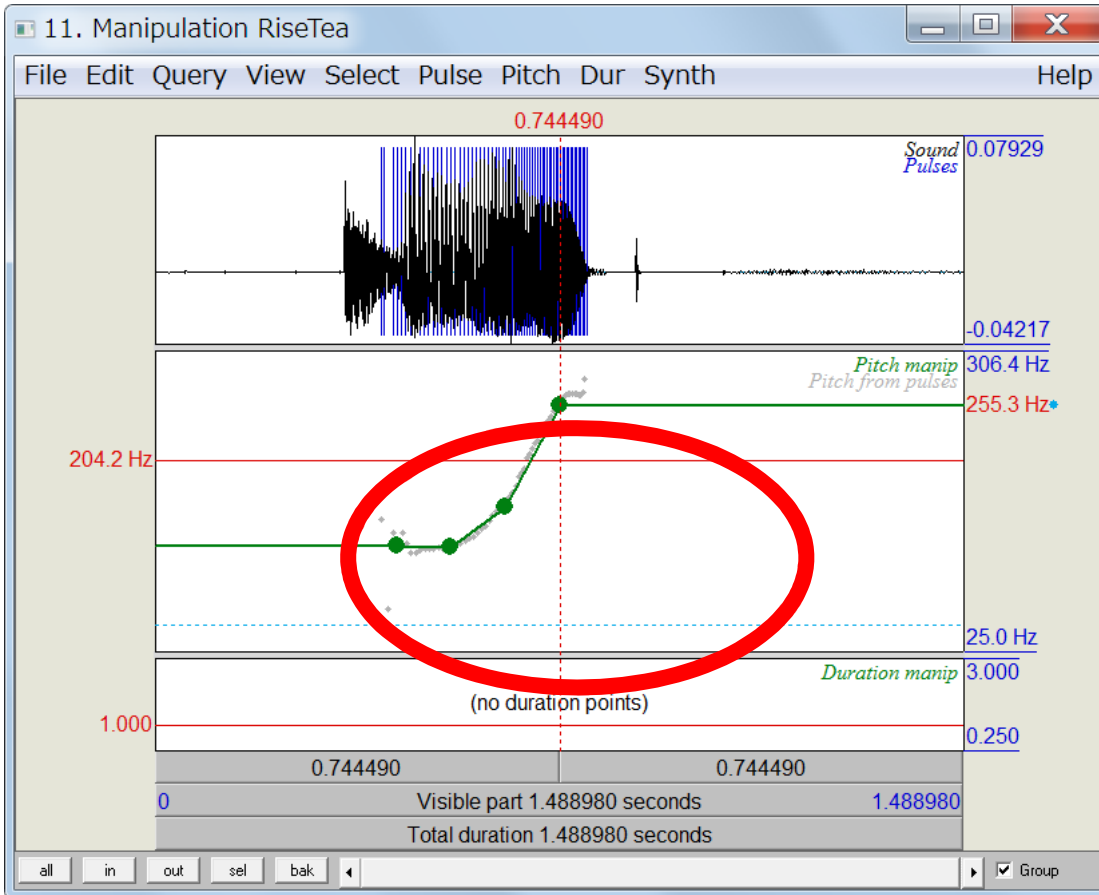 11. Manipulation RiseTea
File Edit Query View Select Pulse Pitch Dur Synth Help
0.744490
Sound 0.07929
Pulses
-0.04217
Pitch manip 306.4 Hz
Pitch from pulses
255.3 Hz
204.2 Hz
25.0 Hz
Duration manip 3.000
(no duration points)
1.000
0.250
0.744490 0.744490
0 Visible part 1.488980 seconds 1.488980
Total duration 1.488980 seconds
all in out sel bak Group